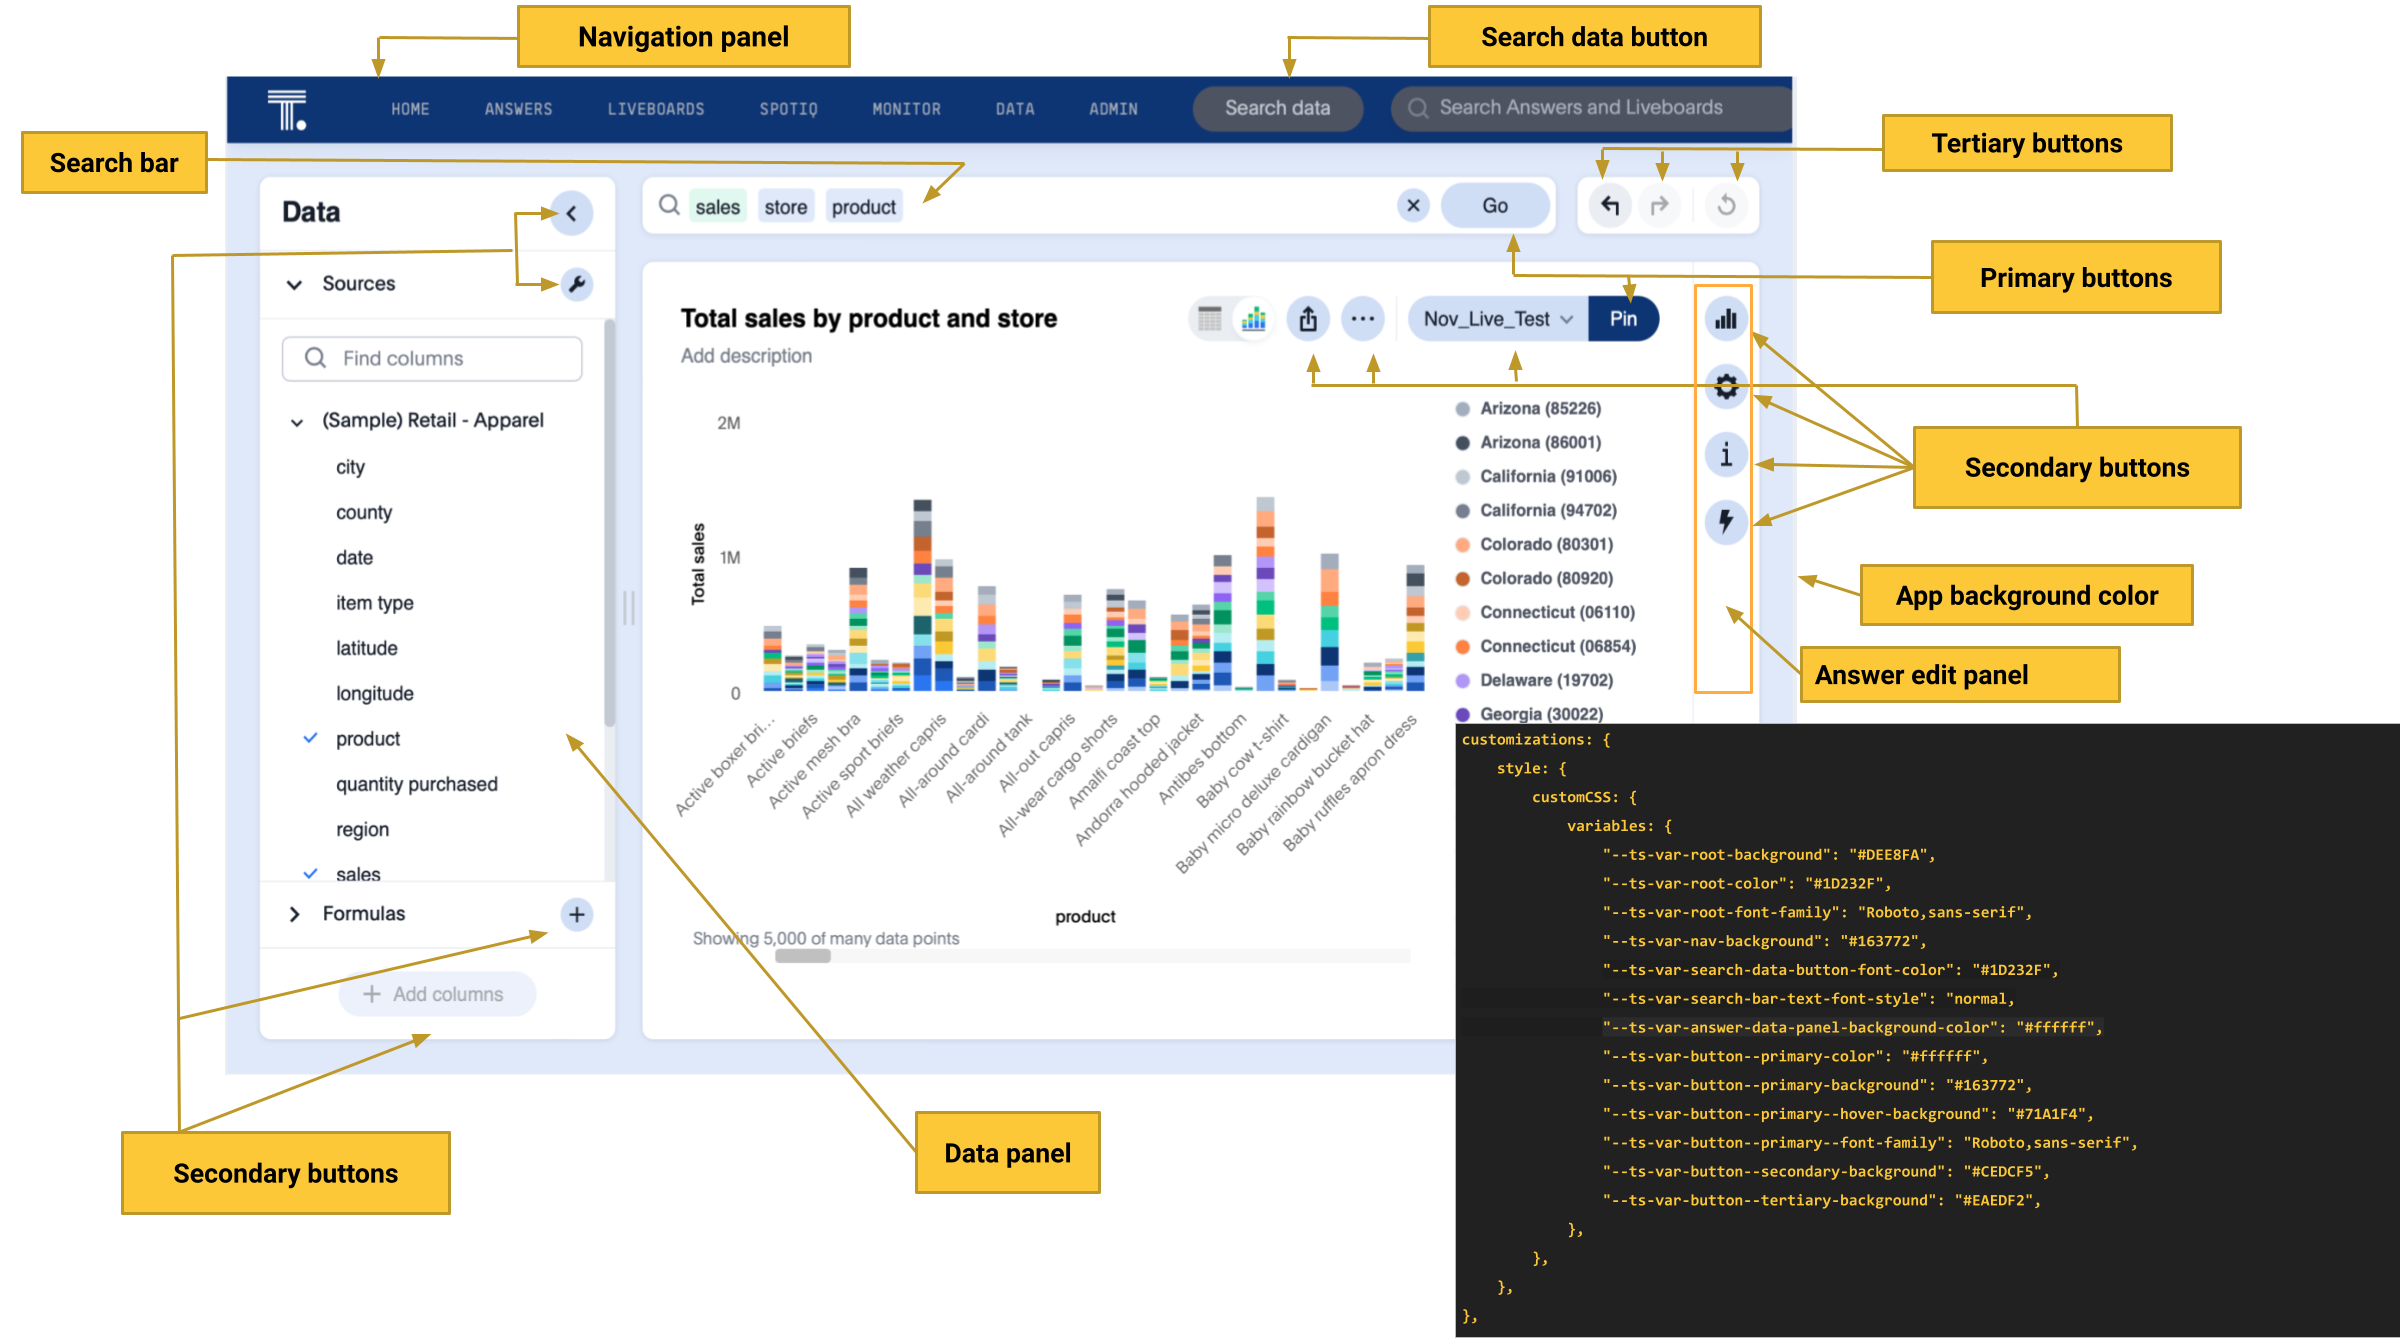 Navigation panel
Search data button
HOME
ANSWERS
LIVEBOARDS
SPOTIQ
MONITOR
DATA
ADMIN
Search data
Search Answers and Liveboards
Search bar
Tertiary buttons
Data
sales
store
product
Go
Sources
Primary buttons
Find columns
Total sales by product and store
Add description
Nov_Live_Test
Pin
(Sample) Retail - Apparel
city
county
date
item type
latitude
longitude
product
quantity purchased
region
sales
Formulas
+ Add columns
Total sales
2M
1M
0
Active boxer bri...
Active briefs
Active mesh bra
Active sport briefs
All weather capris
All-around cardi
All-around tank
All-out capris
All-wear cargo shorts
Amalfi coast top
Andorra hooded jacket
Antibes bottom
Baby cow t-shirt
Baby micro deluxe cardigan
Baby rainbow bucket hat
Baby ruffles apron dress
product
Showing 5,000 of many data points
Arizona (85226)
Arizona (86001)
California (91006)
California (94702)
Colorado (80301)
Colorado (80920)
Connecticut (06110)
Connecticut (06854)
Delaware (19702)
Georgia (30022)
Secondary buttons
App background color
Answer edit panel
Secondary buttons
Data panel
customizations: {
style: {
customCSS: {
variables: {
"--ts-var-root-background": "#DEE8FA",
"--ts-var-root-color": "#1D232F",
"--ts-var-root-font-family": "Roboto,sans-serif",
"--ts-var-nav-background": "#163772",
"--ts-var-search-data-button-font-color": "#1D232F",
"--ts-var-search-bar-text-font-style": "normal,
"--ts-var-answer-data-panel-background-color": "#ffffff",
"--ts-var-button--primary-color": "#ffffff",
"--ts-var-button--primary-background": "#163772",
"--ts-var-button--primary--hover-background": "#71A1F4",
"--ts-var-button--primary--font-family": "Roboto,sans-serif",
"--ts-var-button--secondary-background": "#CEDCF5",
"--ts-var-button--tertiary-background": "#EAEDF2",
},
},
},
},